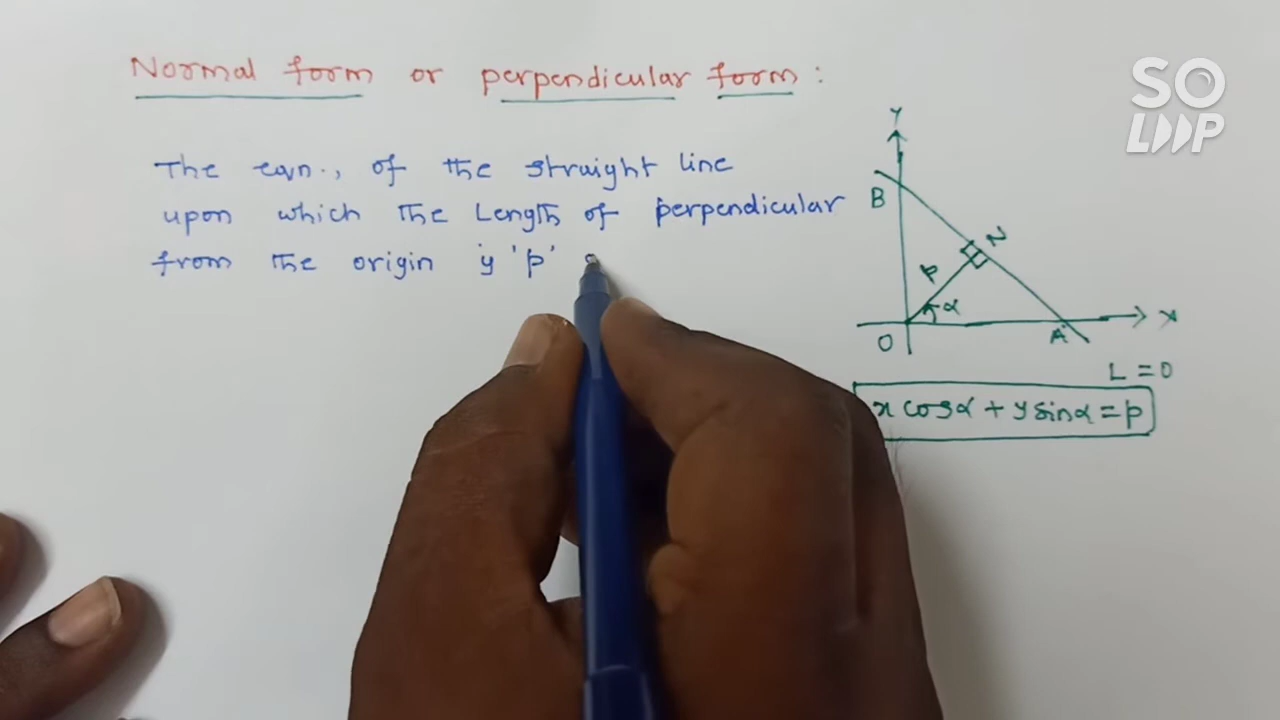 Normal form or perpendicular form :
The eqn., of the straight line
upon which the Length of perpendicular
from the origin is 'p'
Y
B
N
p
α
X
O
A
L = 0
x cosα + y sinα = p
SO
LOOP